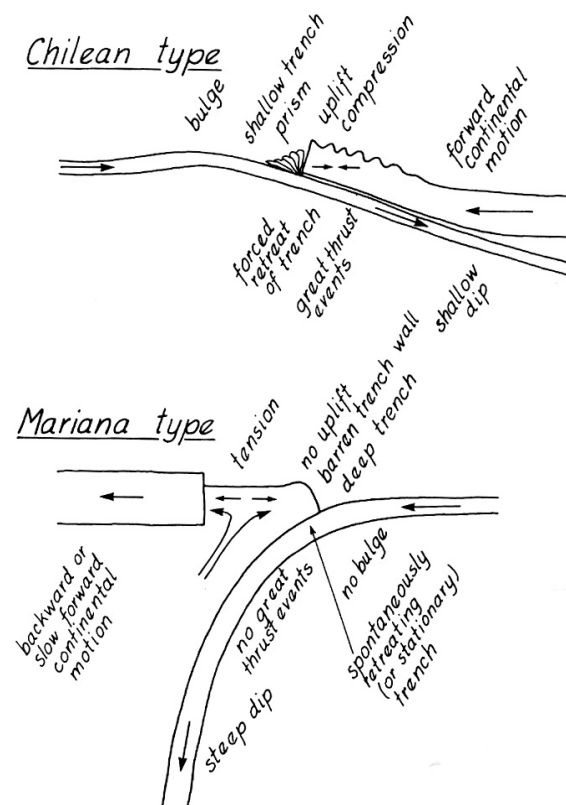 Chilean type
bulge
shallow trench
prism
uplift
compression
forward
continental
motion
forced
retreat
of trench
great thrust
events
shallow
dip
Mariana type
tension
no uplift
barren trench wall
deep trench
backward or
slow forward
continental
motion
no great
thrust events
no bulge
spontaneously
retreating
(or stationary)
trench
steep dip